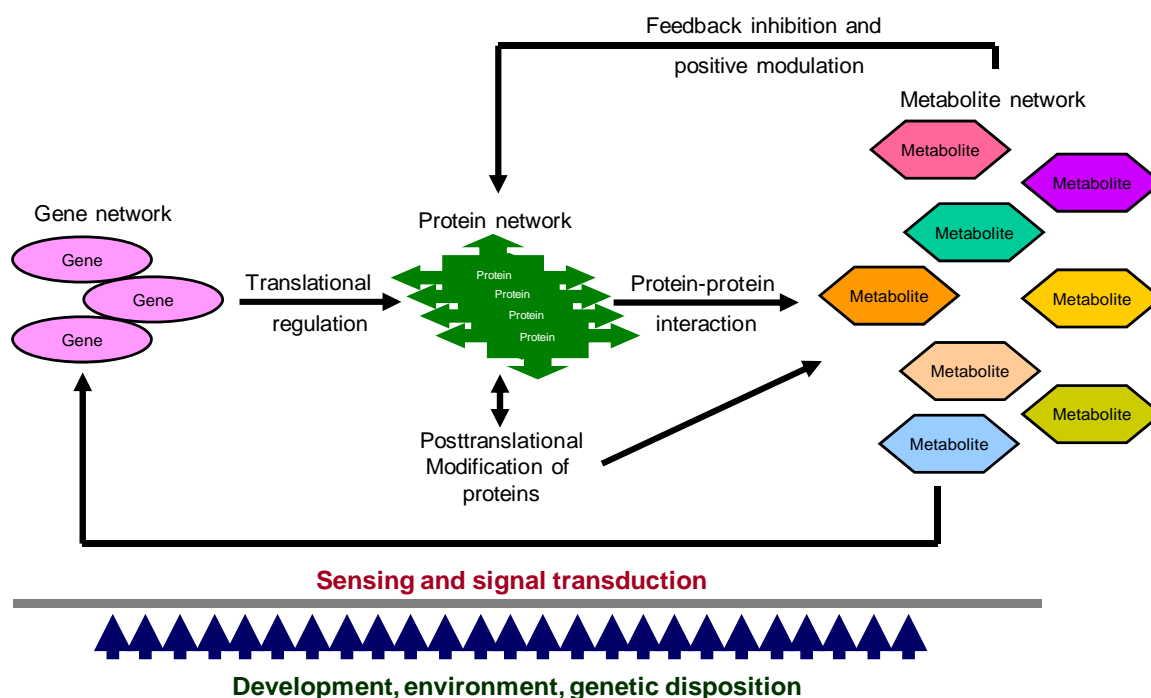 Feedback inhibition and
positive modulation
Metabolite network
Metabolite
Metabolite
Metabolite
Metabolite
Metabolite
Metabolite
Metabolite
Metabolite
Gene network
Gene
Gene
Gene
Translational
regulation
Protein network
Protein
Protein
Protein
Protein
Protein-protein
interaction
Posttranslational
Modification of
proteins
Sensing and signal transduction
Development, environment, genetic disposition